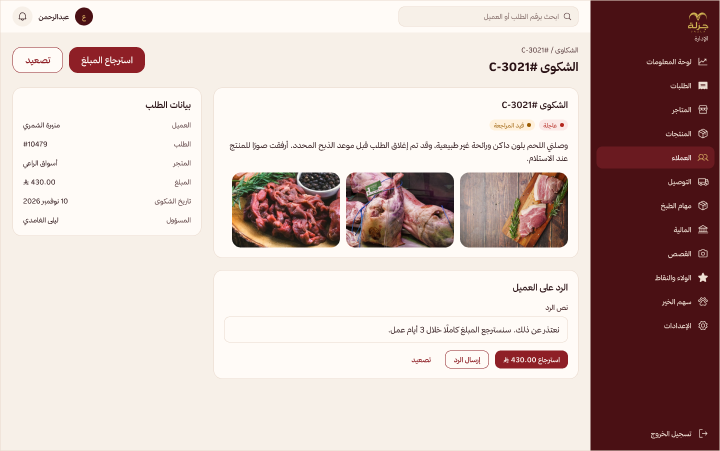 جزلة
الإدارة
لوحة المعلومات
الطلبات
المتاجر
المنتجات
العملاء
التوصيل
مهام الطبخ
المالية
القصص
الولاء والنقاط
سهم الخير
الإعدادات
تسجيل الخروج
ابحث برقم الطلب أو العميل
عبدالرحمن
ع
الشكاوى / #C-3021
الشكوى #C-3021
استرجاع المبلغ
تصعيد
الشكوى #C-3021
عاجلة
قيد المراجعة
وصلني اللحم بلون داكن ورائحة غير طبيعية، وقد تم إغلاق الطلب قبل موعد الذبح المحدد. أرفقت صورًا للمنتج
عند الاستلام.
بيانات الطلب
العميل منيرة الشمري
الطلب #10479
المتجر أسواق الراعي
المبلغ 430.00
تاريخ الشكوى 10 نوفمبر 2026
المسؤول ليلى الغامدي
الرد على العميل
نص الرد
نعتذر عن ذلك. سنسترجع المبلغ كاملًا خلال 3 أيام عمل.
استرجاع 430.00
إرسال الرد
تصعيد